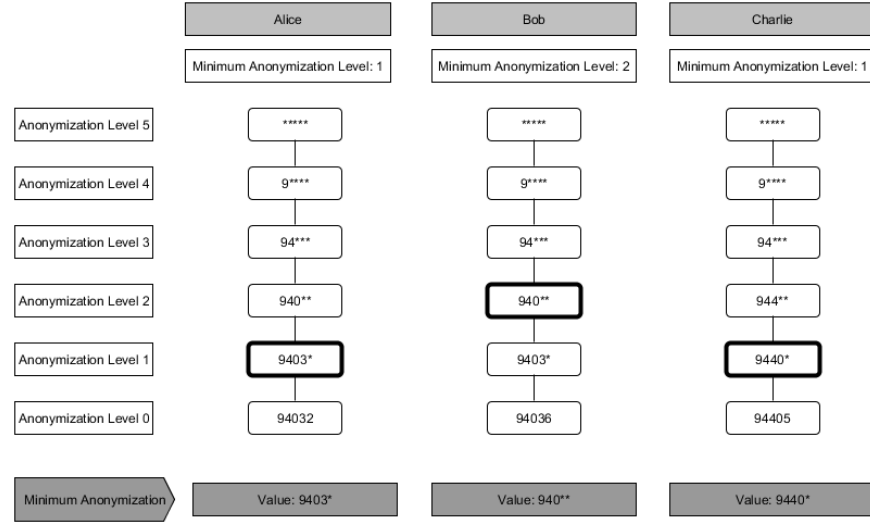 Alice Bob Charlie
Minimum Anonymization Level: 1 Minimum Anonymization Level: 2 Minimum Anonymization Level: 1
Anonymization Level 5 ***** ***** *****
Anonymization Level 4 9**** 9**** 9****
Anonymization Level 3 94*** 94*** 94***
Anonymization Level 2 940** 940** 944**
Anonymization Level 1 9403* 9403* 9440*
Anonymization Level 0 94032 94036 94405
Minimum Anonymization Value: 9403* Value: 940** Value: 9440*